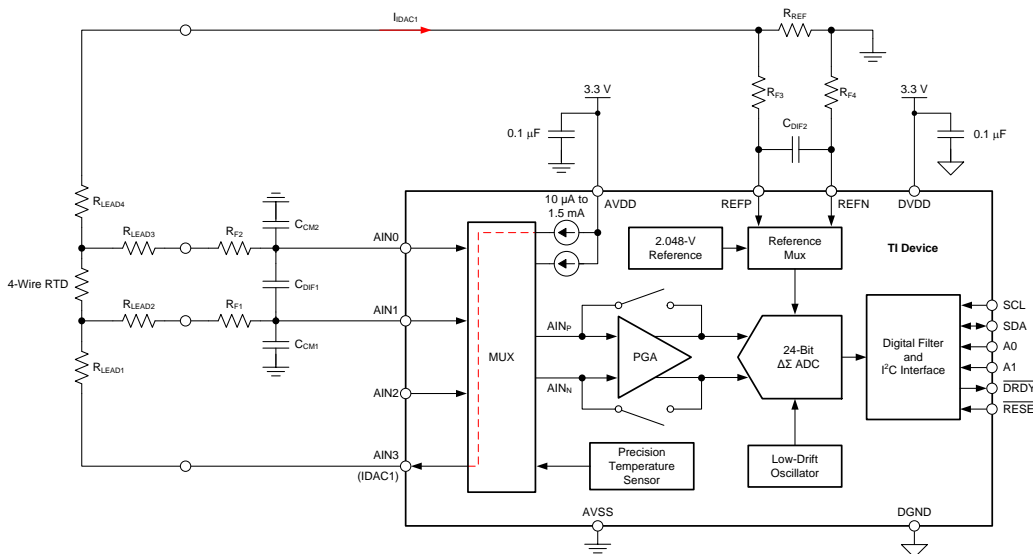 I_IDAC1
R_REF
3.3 V
3.3 V
R_F3
R_F4
0.1 μF
C_DIF2
0.1 μF
R_LEAD4
10 μA to
1.5 mA
AVDD
REFP
REFN
DVDD
C_CM2
R_LEAD3
R_F2
AIN0
2.048-V
Reference
Reference
Mux
TI Device
4-Wire RTD
C_DIF1
R_LEAD2
R_F1
AIN1
SCL
SDA
A0
A1
DRDY
RESE
MUX
AIN_P
AIN_N
PGA
24-Bit
ΔΣ ADC
Digital Filter
and
I²C Interface
C_CM1
R_LEAD1
AIN2
AIN3
(IDAC1)
Precision
Temperature
Sensor
Low-Drift
Oscillator
AVSS
DGND